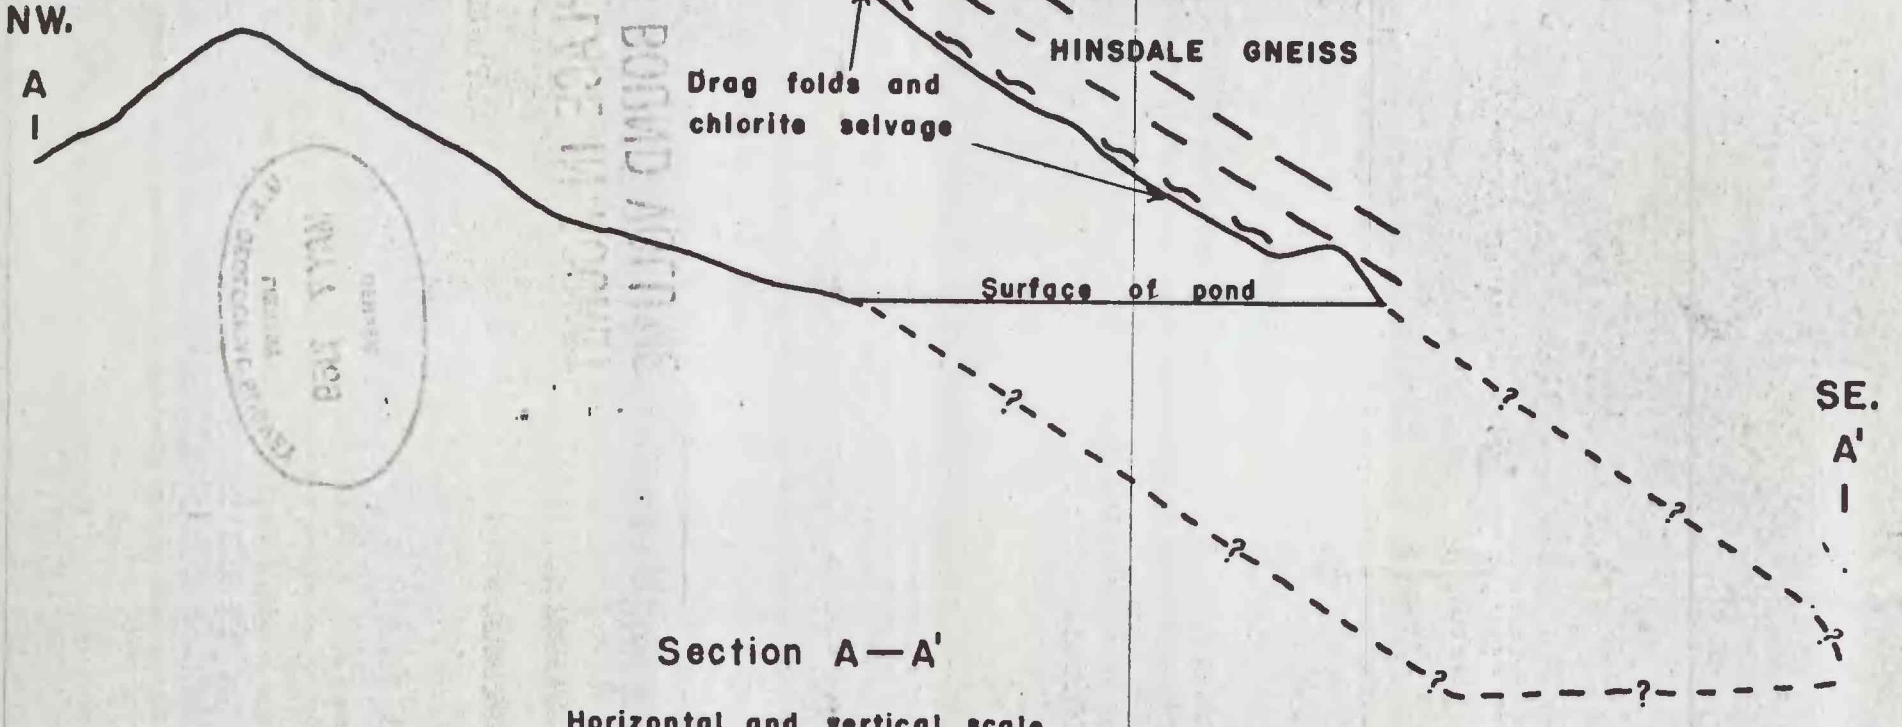 NW.
A
HINSDALE GNEISS
Drag folds and
chlorite selvage
Surface of pond
?
?
SE.
A'
?
?
?
?
?
Section A—A'
Horizontal and vertical scale